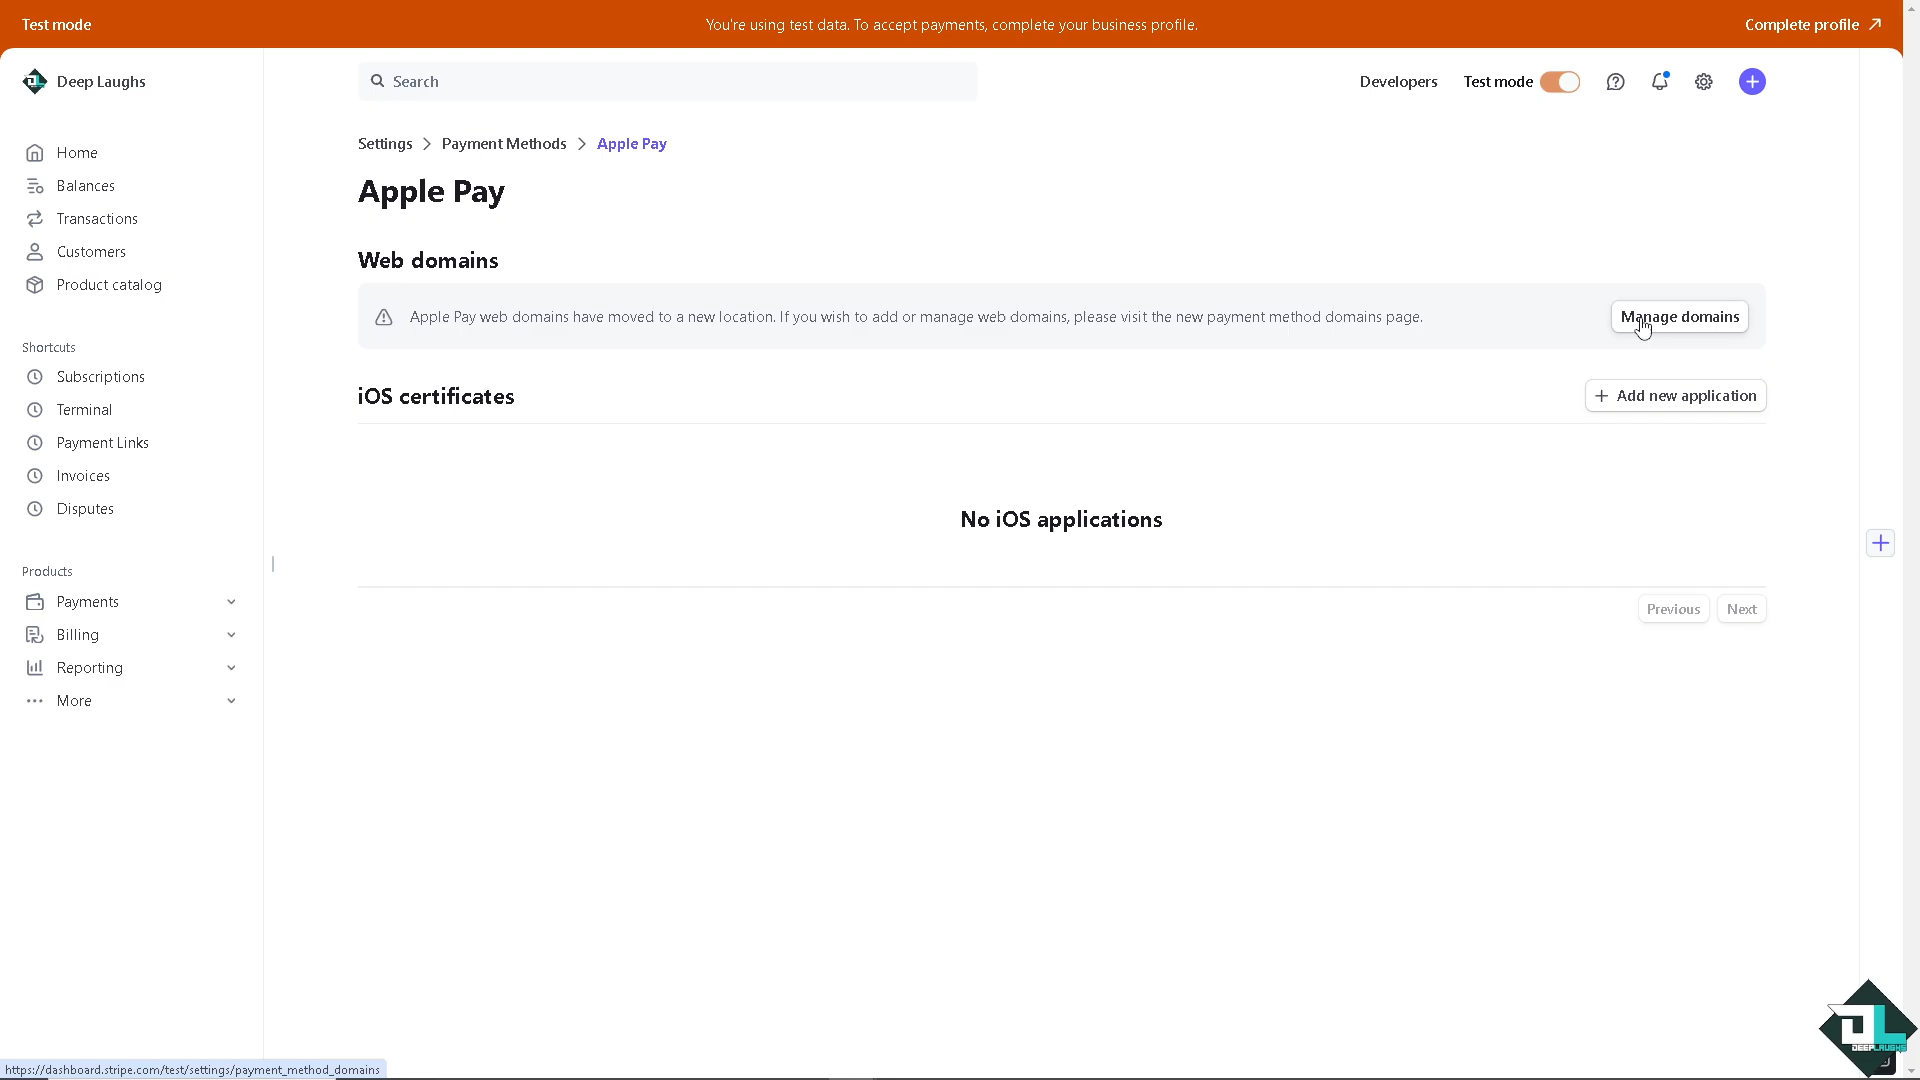 Test mode
You're using test data. To accept payments, complete your business profile.
Complete profile
Deep Laughs
Search
Developers
Test mode
Home
Balances
Transactions
Customers
Product catalog
Shortcuts
Subscriptions
Terminal
Payment Links
Invoices
Disputes
Products
Payments
Billing
Reporting
More
Settings > Payment Methods > Apple Pay
Apple Pay
Web domains
Apple Pay web domains have moved to a new location. If you wish to add or manage web domains, please visit the new payment method domains page.
Manage domains
iOS certificates
+ Add new application
No iOS applications
Previous
Next
https://dashboard.stripe.com/test/settings/payment_method_domains
DL
DEEPLAUGHS